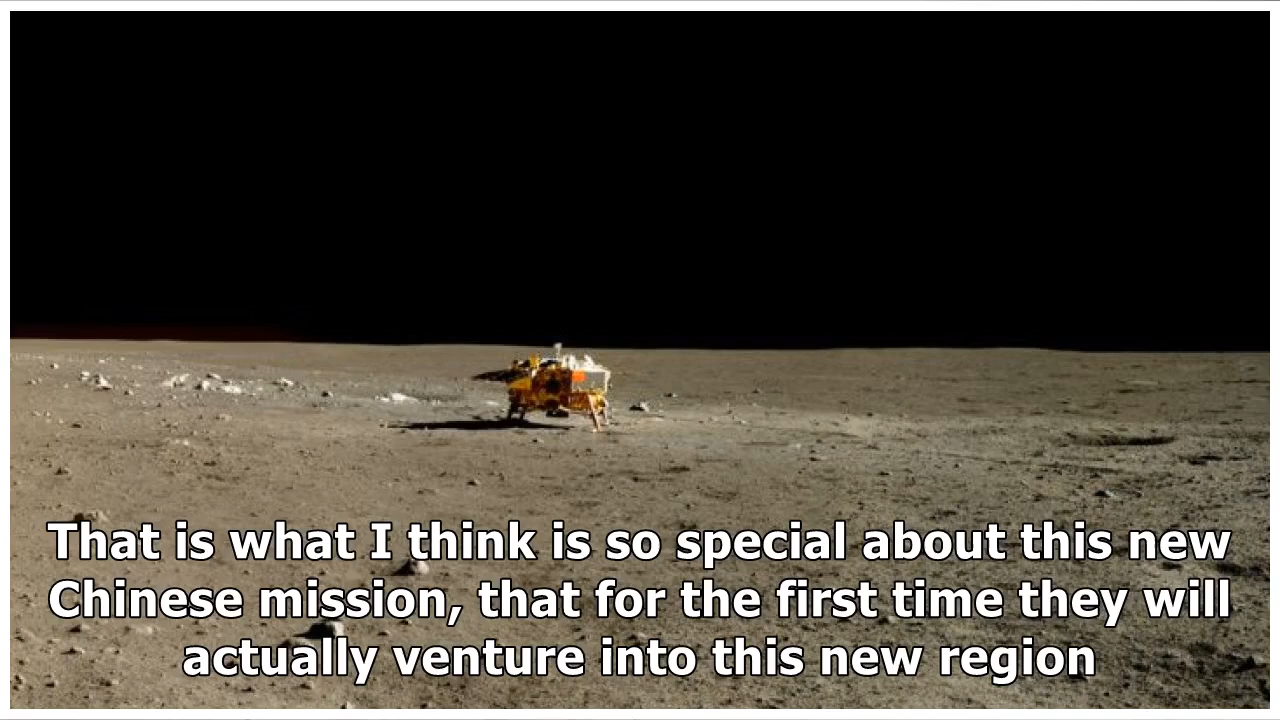 That is what I think is so special about this new
Chinese mission, that for the first time they will
actually venture into this new region